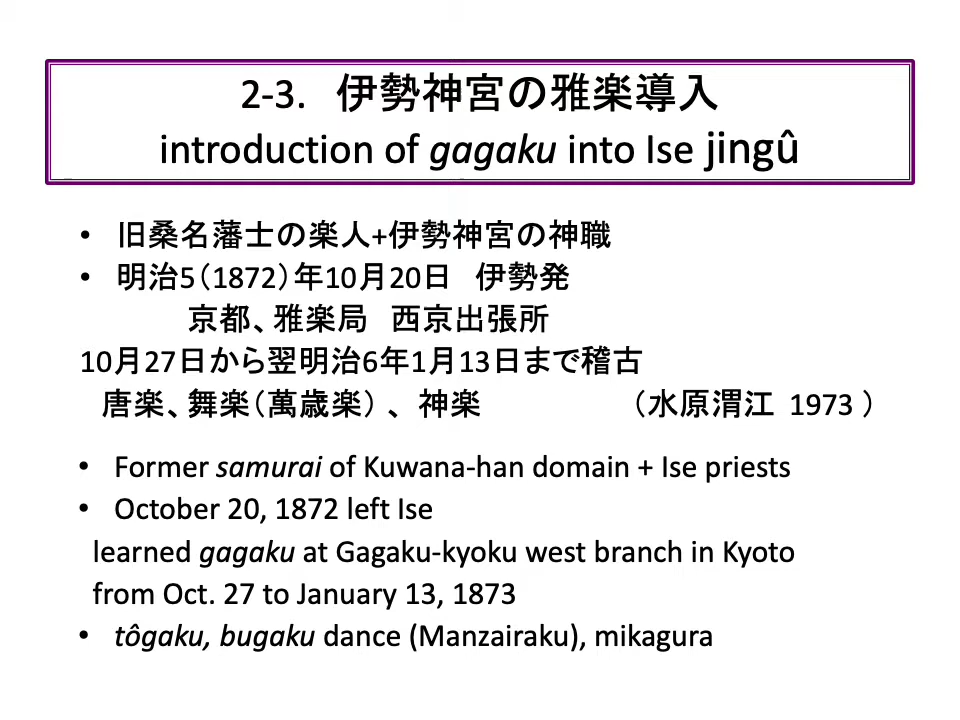 2-3. 伊勢神宮の雅楽導入
introduction of gagaku into Ise jingû
• 旧桑名藩士の楽人+伊勢神宮の神職
• 明治5（1872）年10月20日 伊勢発
京都、雅楽局 西京出張所
10月27日から翌明治6年1月13日まで稽古
唐楽、舞楽（萬歳楽）、神楽 （水原渭江 1973）
• Former samurai of Kuwana-han domain + Ise priests
• October 20, 1872 left Ise
learned gagaku at Gagaku-kyoku west branch in Kyoto
from Oct. 27 to January 13, 1873
• tôgaku, bugaku dance (Manzairaku), mikagura